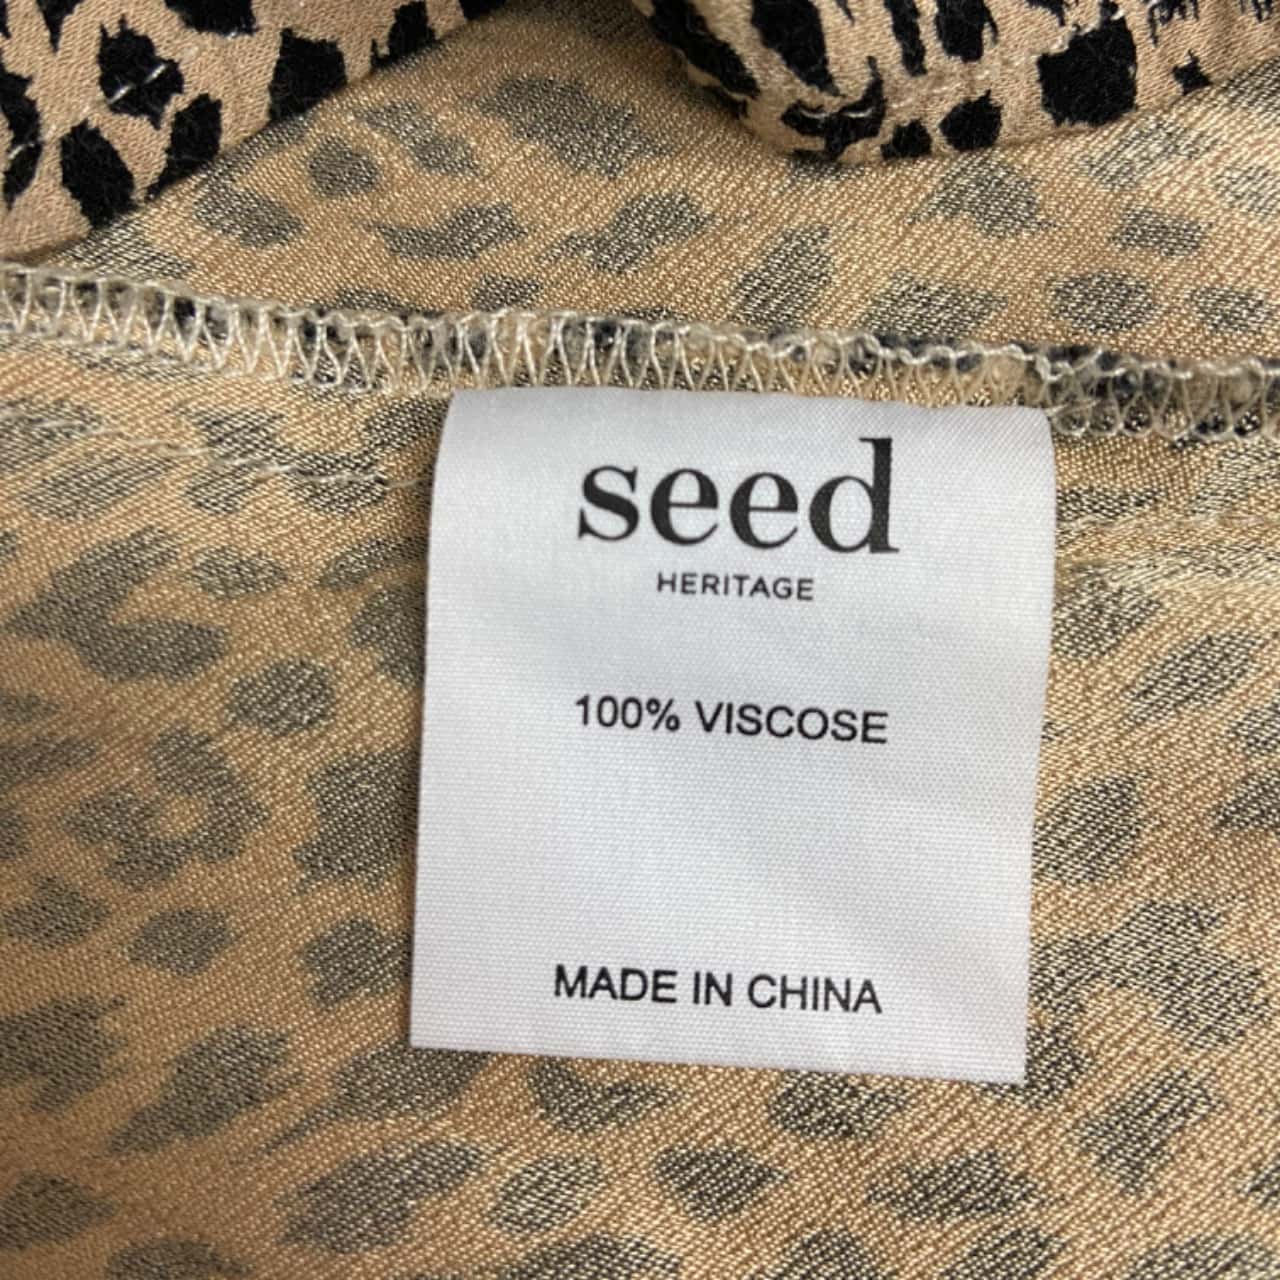 seed
HERITAGE
100% VISCOSE
MADE IN CHINA